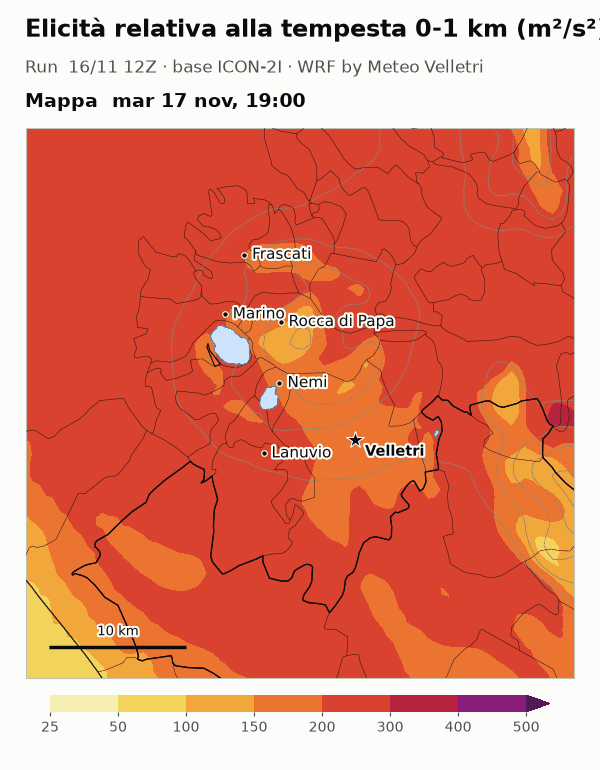 Elicità relativa alla tempesta 0-1 km (m²/s²)
Run 16/11 12Z · base ICON-2I · WRF by Meteo Velletri
Mappa mar 17 nov, 19:00
Frascati
Marino
Rocca di Papa
Nemi
Velletri
Lanuvio
10 km
25 50 100 150 200 300 400 500